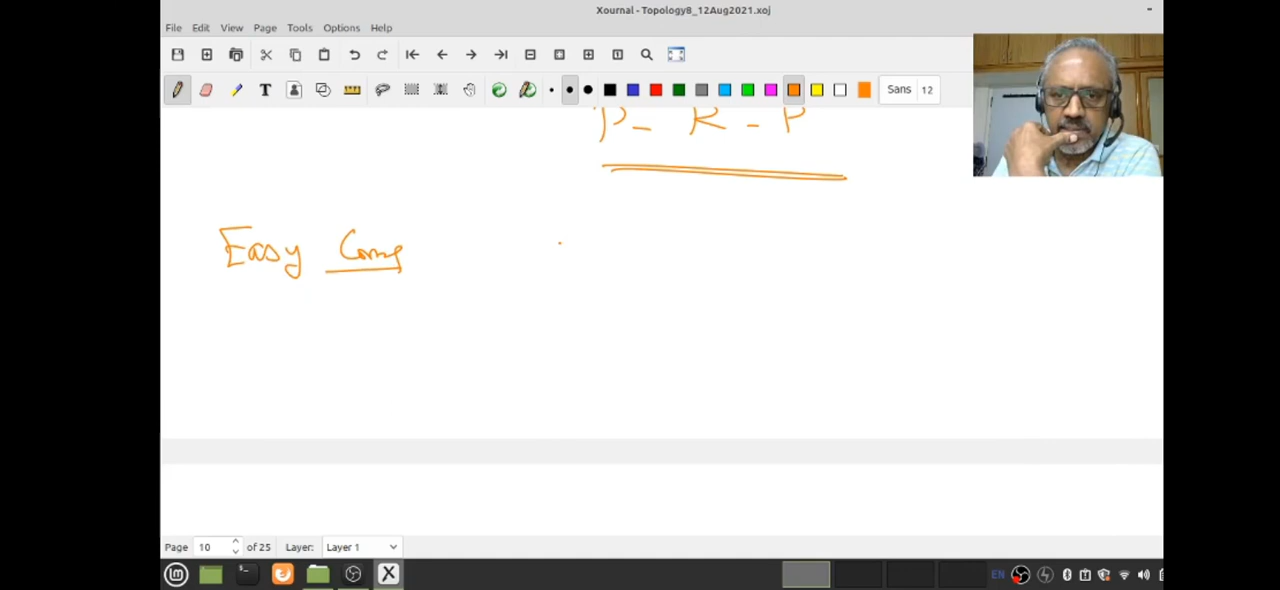 Xournal - Topology8_12Aug2021.xoj
File Edit View Page Tools Options Help
Sans 12
P - R - P
Easy
Page 10 of 25 Layer: Layer 1
EN